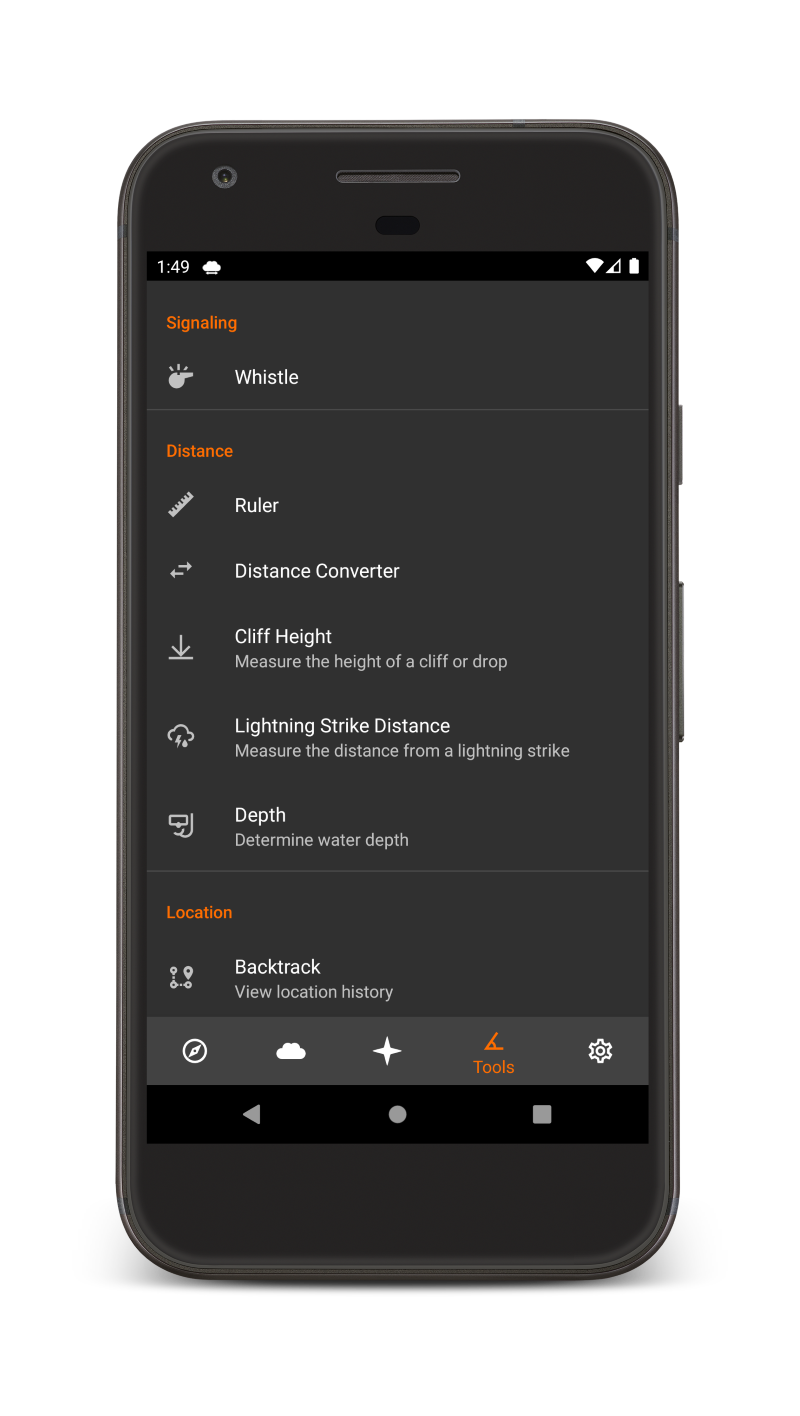 1:49
Signaling
Whistle
Distance
Ruler
Distance Converter
Cliff Height
Measure the height of a cliff or drop
Lightning Strike Distance
Measure the distance from a lightning strike
Depth
Determine water depth
Location
Backtrack
View location history
Tools